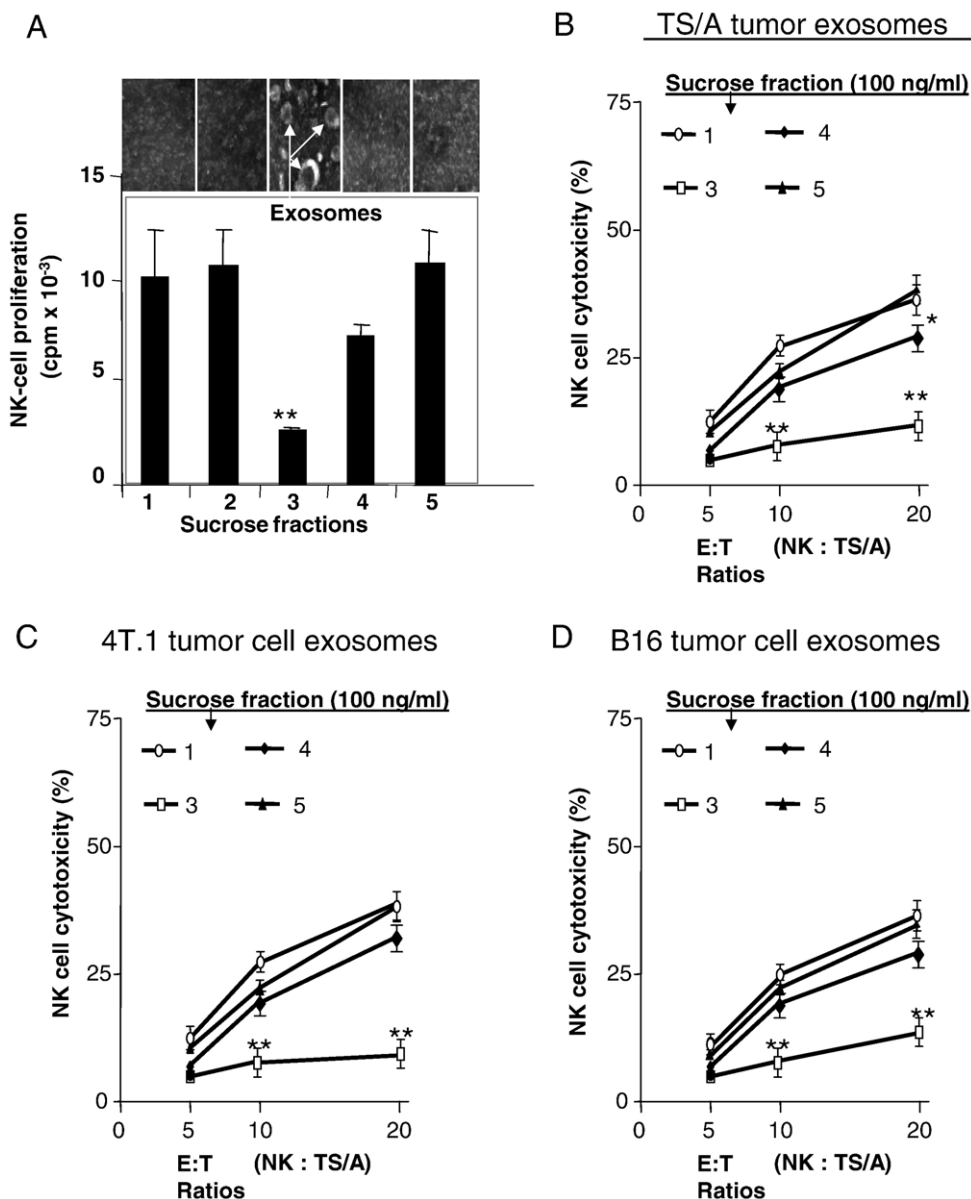 A
15
10
5
0
NK-cell proliferation
(cpm x 10-3)
Exosomes
**
1 2 3 4 5
Sucrose fractions
B TS/A tumor exosomes
Sucrose fraction (100 ng/ml)
75
50
25
0
NK cell cytotoxicity (%)
1 4
3 5
*
**
**
0 5 10 20
E:T (NK : TS/A)
Ratios
C 4T.1 tumor cell exosomes
Sucrose fraction (100 ng/ml)
75
50
25
0
NK cell cytotoxicity (%)
1 4
3 5
**
**
0 5 10 20
E:T (NK : TS/A)
Ratios
D B16 tumor cell exosomes
Sucrose fraction (100 ng/ml)
75
50
25
0
NK cell cytotoxicity (%)
1 4
3 5
**
**
0 5 10 20
E:T (NK : TS/A)
Ratios